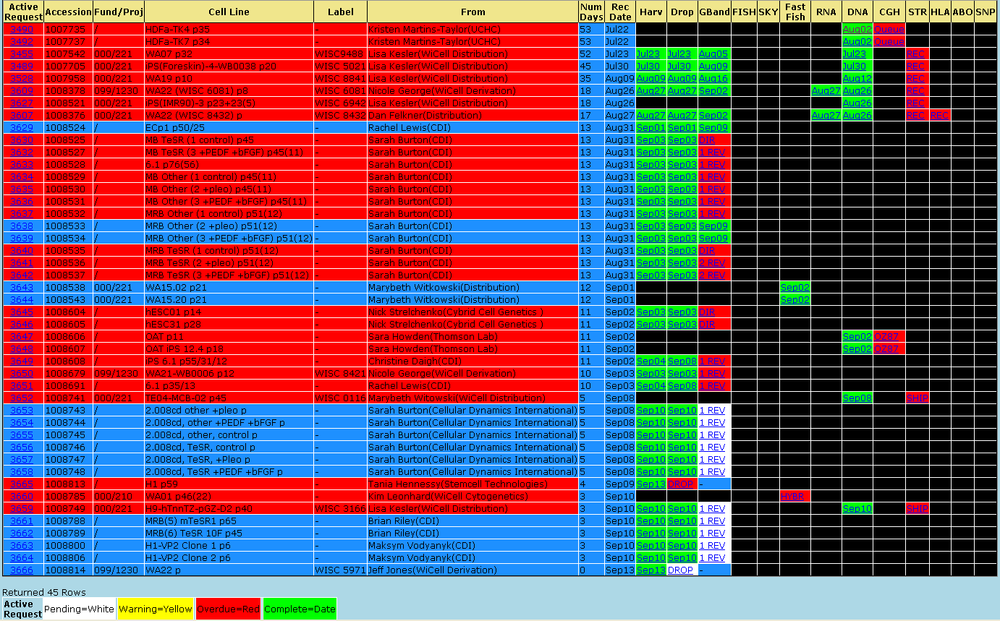 Active Request Accession Fund/Proj Cell Line Label From Num Days Rec Date Harv Drop GBand FISH SKY Fast Fish RNA DNA CGH STR HLA ABO SNP
3490 1007735 / HDFa-TK4 p35 - Kristen Martins-Taylor(UCHC) 53 Jul22 Aug02 Queue
3492 1007737 / HDFa-TK7 p34 - Kristen Martins-Taylor(UCHC) 53 Jul22 Aug02 Queue
3455 1007542 000/221 WA07 p32 WISC9488 Lisa Kesler(WiCell Distribution) 52 Jul23 Jul23 Jul23 Aug05 Jul23 REC
3489 1007705 000/221 iPS(Foreskin)-4-WB0038 p20 WISC 5021 Lisa Kesler(WiCell Distribution) 45 Jul30 Jul30 Jul30 Aug09 Jul30 REC
3528 1007958 000/221 WA19 p10 WISC 8841 Lisa Kesler(WiCell Distribution) 35 Aug09 Aug09 Aug09 Aug16 Aug12 REC
3609 1008378 099/1230 WA22 (WISC 6081) p8 WISC 6081 Nicole George(WiCell Derivation) 18 Aug26 Aug27 Aug27 Sep02 Aug27 Aug26 REC
3627 1008521 000/221 iPS(IMR90)-3 p23+23(5) WISC 6942 Lisa Kesler(WiCell Distribution) 18 Aug26 Aug26 REC
3607 1008376 000/221 WA22 (WISC 8432) p WISC 8432 Dan Felkner(Distribution) 17 Aug27 Aug27 Aug27 Sep02 Aug27 Aug26 REC REC
3629 1008524 / ECp1 p50/25 - Rachel Lewis(CDI) 13 Aug31 Sep01 Sep01 Sep09
3630 1008525 / MB TeSR (1 control) p45 - Sarah Burton(CDI) 13 Aug31 Sep03 Sep03 DIR
3632 1008527 / MB TeSR (3 +PEDF +bFGF) p45(11) - Sarah Burton(CDI) 13 Aug31 Sep03 Sep03 1 REV
3633 1008528 / 6.1 p76(56) - Sarah Burton(CDI) 13 Aug31 Sep03 Sep03 1 REV
3634 1008529 / MB Other (1 control) p45(11) - Sarah Burton(CDI) 13 Aug31 Sep03 Sep03 1 REV
3635 1008530 / MB Other (2 +pleo) p45(11) - Sarah Burton(CDI) 13 Aug31 Sep03 Sep03 1 REV
3636 1008531 / MB Other (3 +PEDF +bFGF) p45(11) - Sarah Burton(CDI) 13 Aug31 Sep03 Sep03 1 REV
3637 1008532 / MRB Other (1 control) p51(12) - Sarah Burton(CDI) 13 Aug31 Sep03 Sep03 1 REV
3638 1008533 / MRB Other (2 +pleo) p51(12) - Sarah Burton(CDI) 13 Aug31 Sep03 Sep03 Sep09
3639 1008534 / MRB Other (3 +PEDF +bFGF) p51(12) - Sarah Burton(CDI) 13 Aug31 Sep03 Sep03 Sep09
3640 1008535 / MRB TeSR (1 control) p51(12) - Sarah Burton(CDI) 13 Aug31 Sep03 Sep03 DIR
3641 1008536 / MRB TeSR (2 +pleo) p51(12) - Sarah Burton(CDI) 13 Aug31 Sep03 Sep03 2 REV
3642 1008537 / MRB TeSR (3 +PEDF +bFGF) p51(12) - Sarah Burton(CDI) 13 Aug31 Sep03 Sep03 2 REV
3643 1008538 000/221 WA15.02 p21 - Marybeth Witkowski(Distribution) 12 Sep01 Sep02
3644 1008543 000/221 WA15.20 p21 - Marybeth Witkowski(Distribution) 12 Sep01 Sep02
3645 1008604 / hESC01 p14 - Nick Strelchenko(Cybrid Cell Genetics ) 11 Sep02 Sep03 Sep03 DIR
3646 1008605 / hESC31 p28 - Nick Strelchenko(Cybrid Cell Genetics ) 11 Sep02 Sep03 Sep03 DIR
3647 1008606 / OAT p11 - Sara Howden(Thomson Lab) 11 Sep02 Sep02 OZB7
3648 1008607 / OAT iPS 12.4 p18 - Sara Howden(Thomson Lab) 11 Sep02 Sep02 OZB7
3649 1008608 / iPS 6.1 p55/31/12 - Christine Daigh(CDI) 11 Sep02 Sep04 Sep08 1 REV
3650 1008679 099/1230 WA21-WB0006 p12 WISC 8421 Nicole George(WiCell Derivation) 10 Sep03 Sep03 Sep03 1 REV
3651 1008691 / 6.1 p35/13 - Rachel Lewis(CDI) 10 Sep03 Sep04 Sep08 1 REV
3652 1008741 000/221 TE04-MCB-02 p45 WISC 0116 Marybeth Witowski(WiCell Distribution) 5 Sep08 Sep08 SHIP
3653 1008743 / 2.008cd other +pleo p - Sarah Burton(Cellular Dynamics International) 5 Sep08 Sep10 Sep10 1 REV
3654 1008744 / 2.008cd, other +PEDF +bFGF p - Sarah Burton(Cellular Dynamics International) 5 Sep08 Sep10 Sep10 1 REV
3655 1008745 / 2.008cd, other, control p - Sarah Burton(Cellular Dynamics International) 5 Sep08 Sep10 Sep10 1 REV
3656 1008746 / 2.008cd, TeSR, control p - Sarah Burton(Cellular Dynamics International) 5 Sep08 Sep10 Sep10 1 REV
3657 1008747 / 2.008cd, TeSR, +Pleo p - Sarah Burton(Cellular Dynamics International) 5 Sep08 Sep10 Sep10 1 REV
3658 1008748 / 2.008cd, TeSR +PEDF +bFGF p - Sarah Burton(Cellular Dynamics International) 5 Sep08 Sep10 Sep10 1 REV
3665 1008813 / H1 p59 - Tania Hennessy(Stemcell Technologies) 4 Sep09 Sep13 DROP -
3660 1008785 000/210 WA01 p46(22) - Kim Leonhard(WiCell Cytogenetics) 3 Sep10 HYBR
3659 1008749 000/221 H9-hTnnTZ-pGZ-D2 p40 WISC 3166 Lisa Kesler(WiCell Distribution) 3 Sep10 Sep10 Sep10 1 REV Sep10 SHIP
3661 1008788 / MRB(5) mTeSR1 p65 - Brian Riley(CDI) 3 Sep10 Sep10 Sep10 1 REV
3662 1008789 / MRB(6) TeSR 10F p45 - Brian Riley(CDI) 3 Sep10 Sep10 Sep10 1 REV
3663 1008800 / H1-VP2 Clone 1 p6 - Maksym Vodyanyk(CDI) 3 Sep10 Sep10 Sep10 1 REV
3664 1008806 / H1-VP2 Clone 2 p6 - Maksym Vodyanyk(CDI) 3 Sep10 Sep10 Sep10 1 REV
3666 1008814 099/1230 WA22 p WISC 5971 Jeff Jones(WiCell Derivation) 0 Sep13 Sep13 DROP -
Returned 45 Rows
Active Request Pending=White Warning=Yellow Overdue=Red Complete=Date